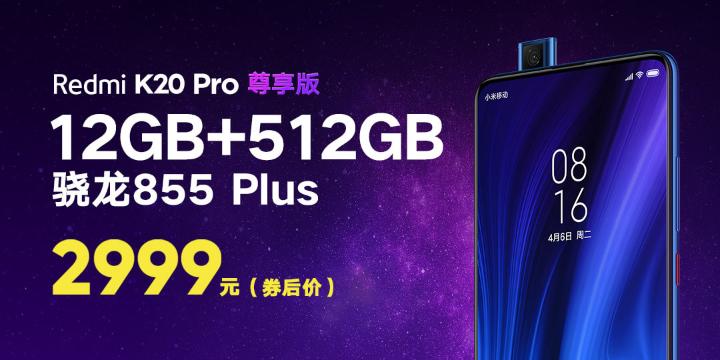 Redmi K20 Pro 尊享版
12GB+512GB
骁龙855 Plus
2999元（券后价）
小米移动
08
16
4月6日 周二